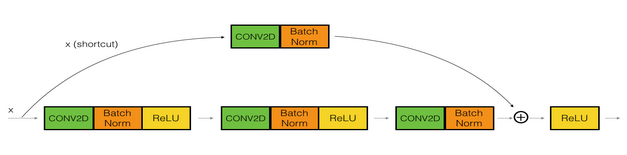 x (shortcut)
CONV2D Batch Norm
x
CONV2D Batch Norm ReLU CONV2D Batch Norm ReLU CONV2D Batch Norm + ReLU